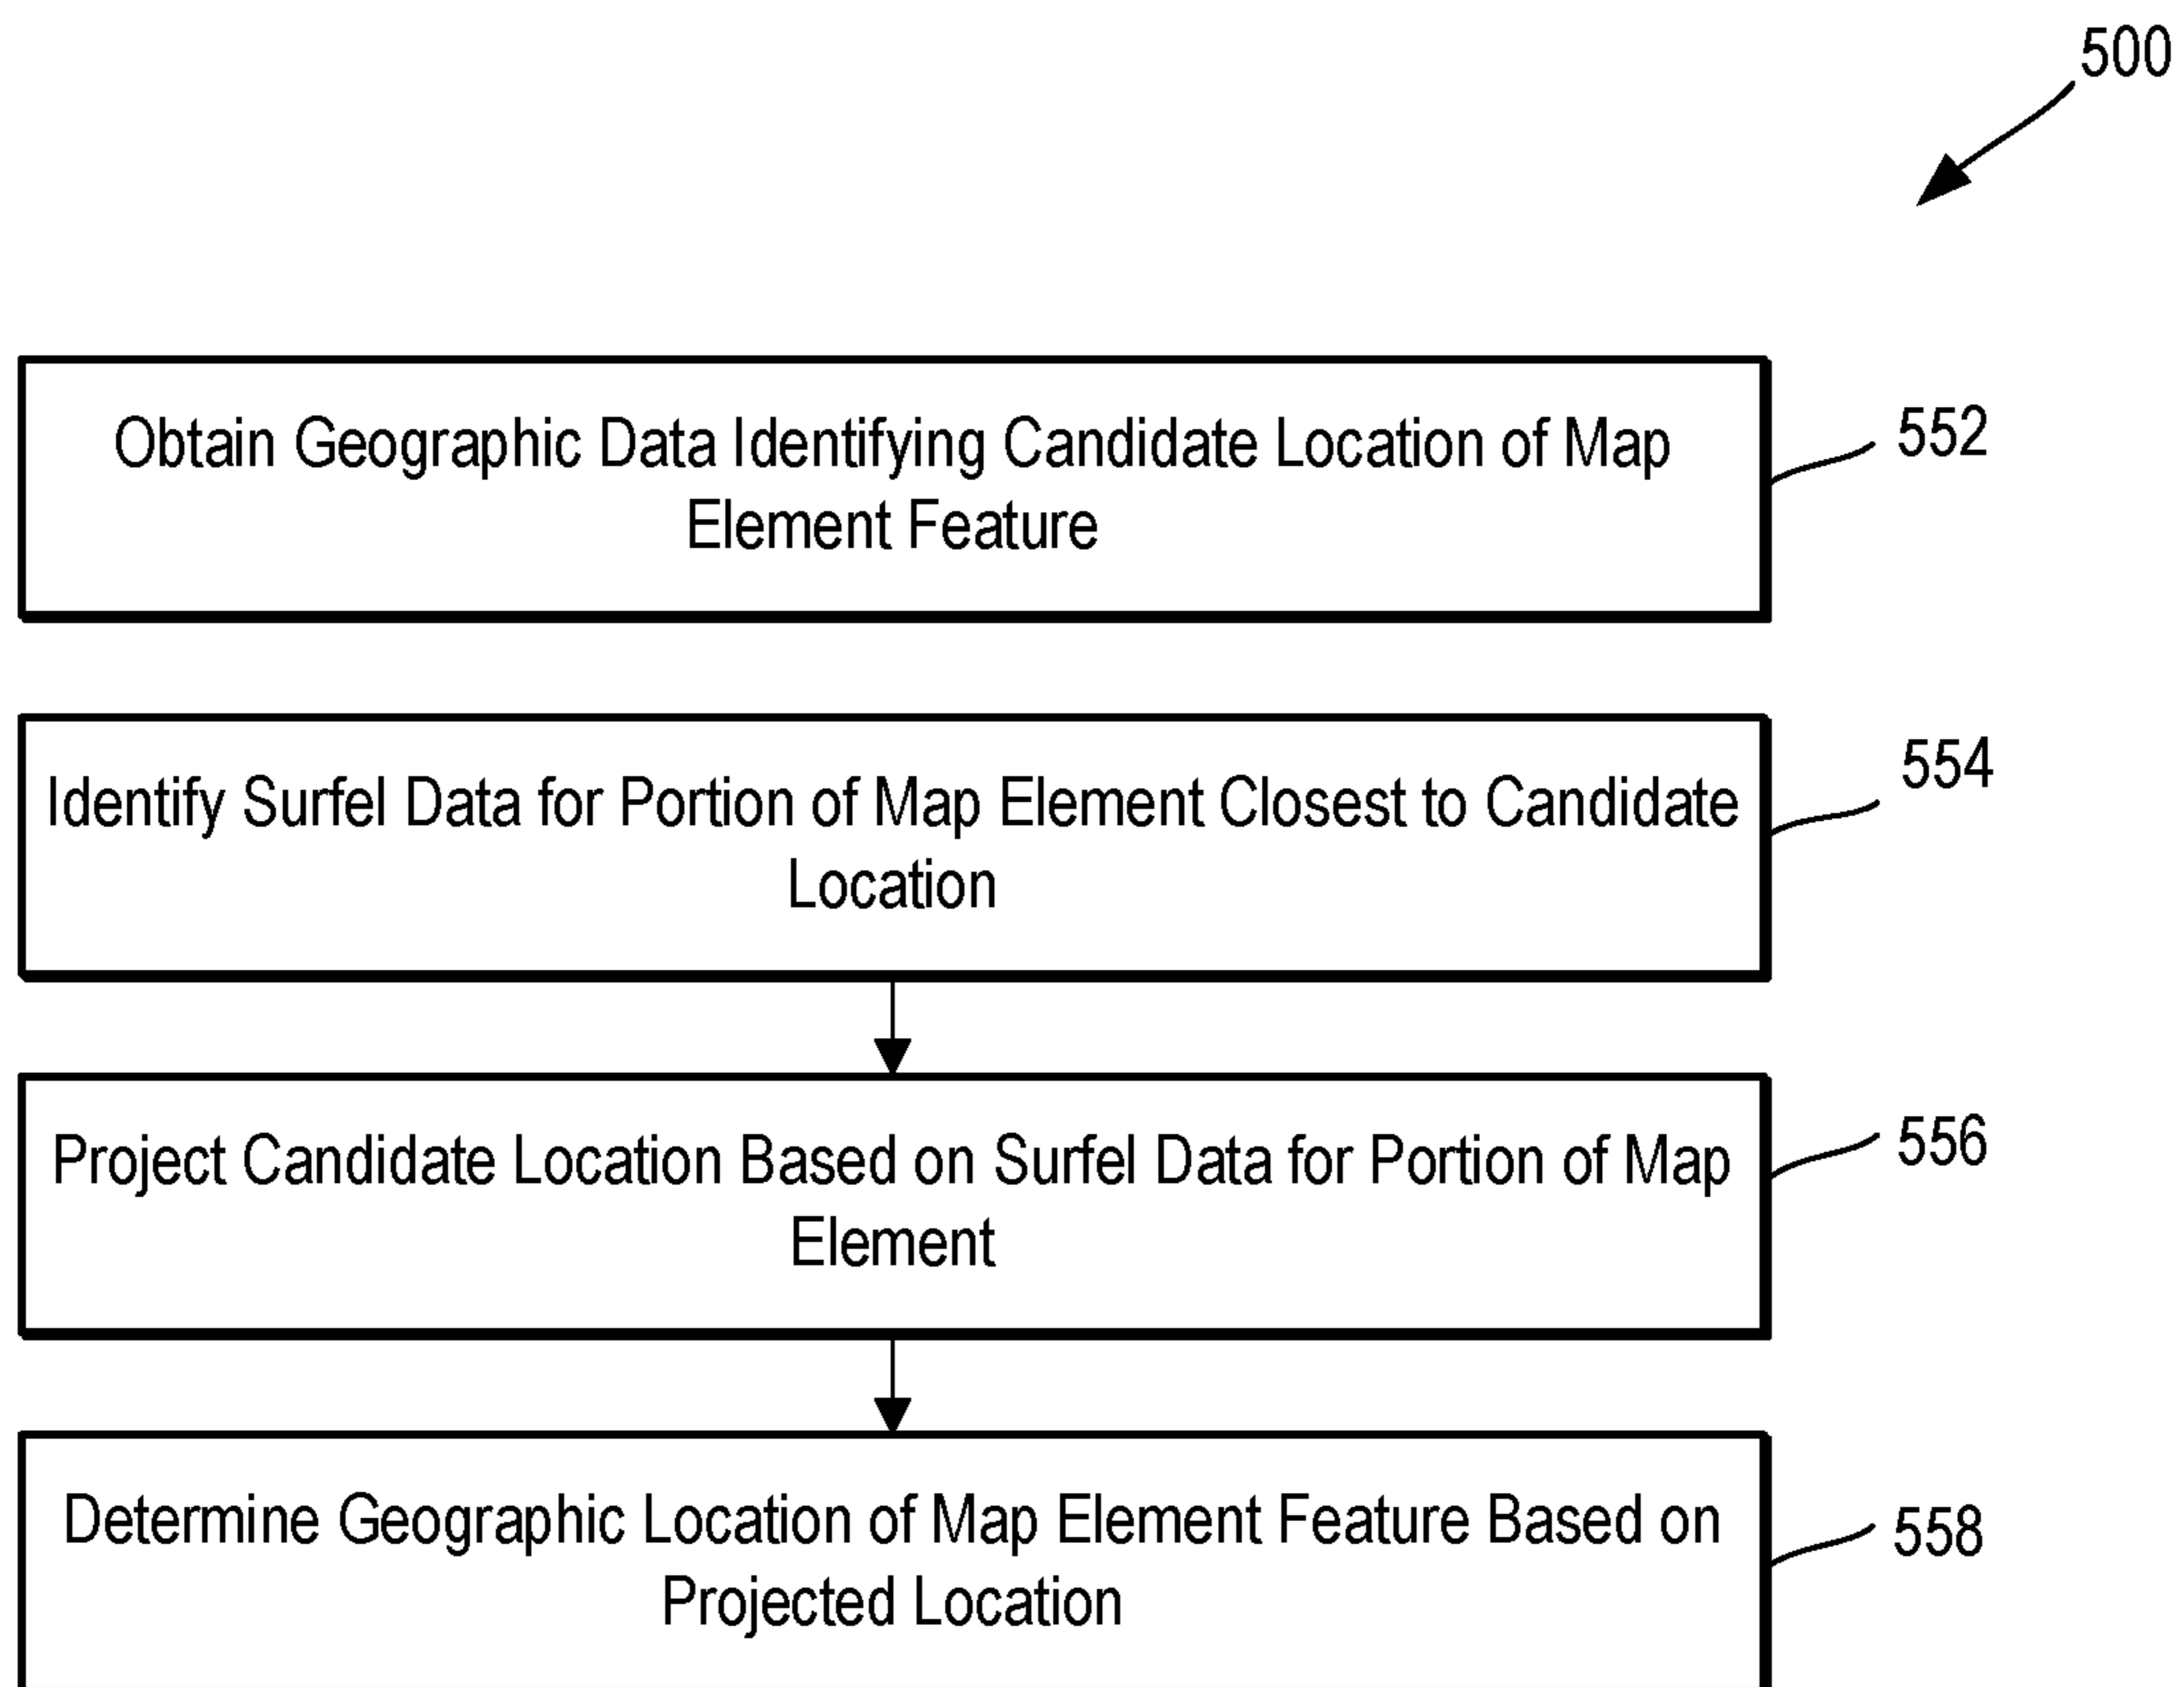 500
Obtain Geographic Data Identifying Candidate Location of Map
Element Feature
552
Identify Surfel Data for Portion of Map Element Closest to Candidate
Location
554
Project Candidate Location Based on Surfel Data for Portion of Map
Element
556
Determine Geographic Location of Map Element Feature Based on
Projected Location
558